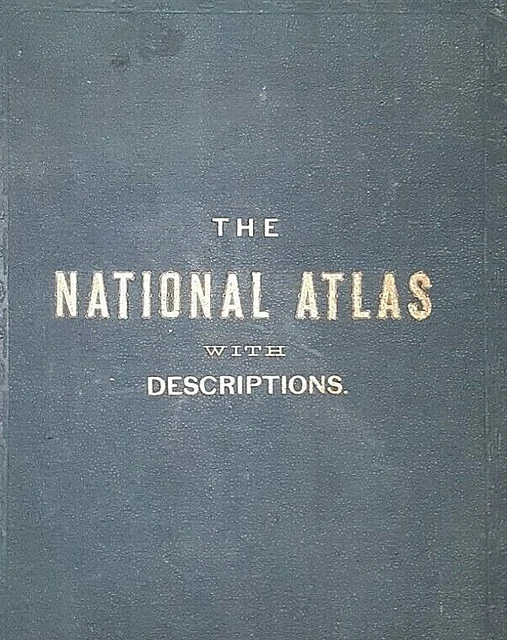 THE
NATIONAL ATLAS
WITH
DESCRIPTIONS.